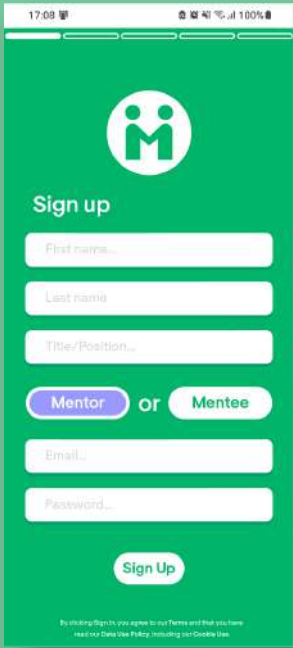 17:08
100%
Sign up
First name...
Last name
Title/Position...
Mentor or Mentee
Email...
Password...
Sign Up
By clicking Sign In, you agree to our Terms and that you have
read our Data Use Policy, including our Cookie Use.